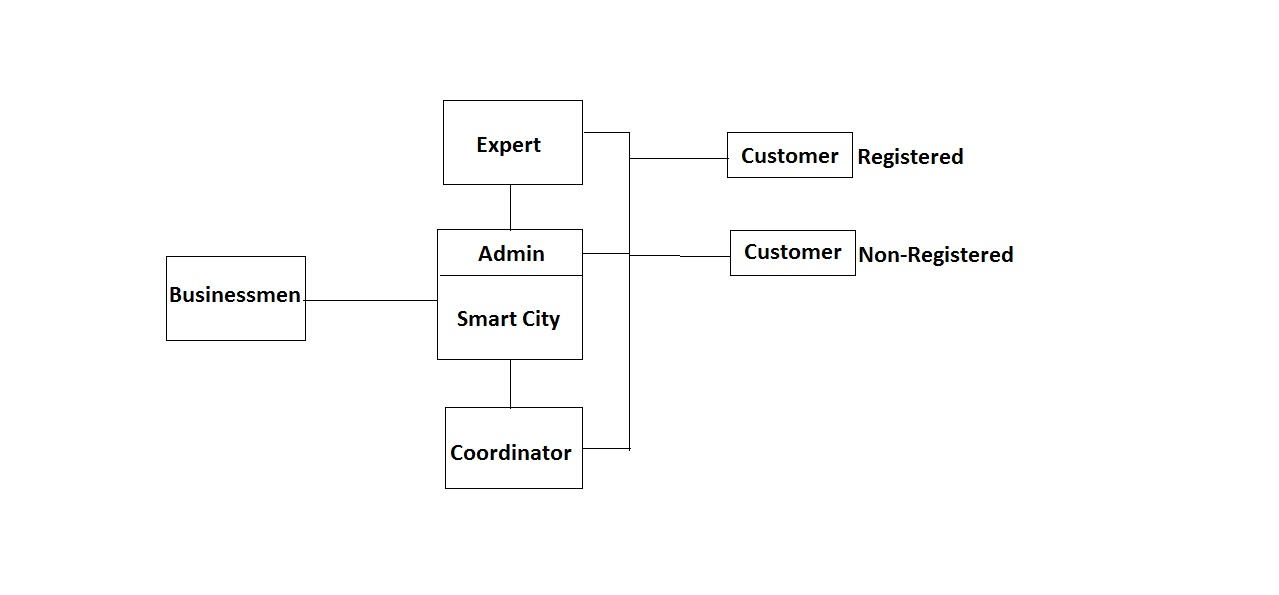 Expert
Customer Registered
Admin
Customer Non-Registered
Businessmen
Smart City
Coordinator